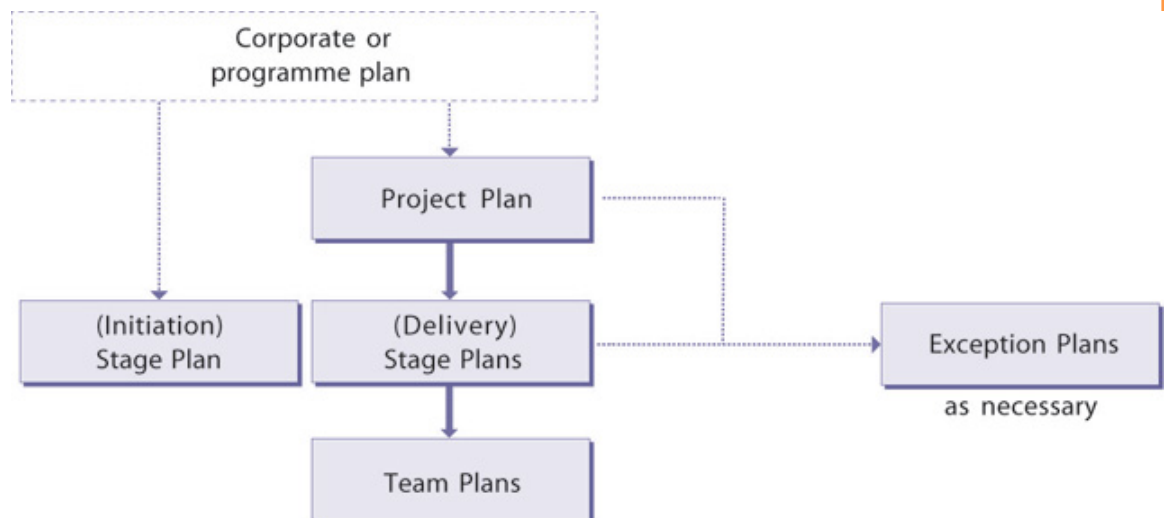 Corporate or
programme plan
Project Plan
(Initiation)
Stage Plan
(Delivery)
Stage Plans
Exception Plans
as necessary
Team Plans